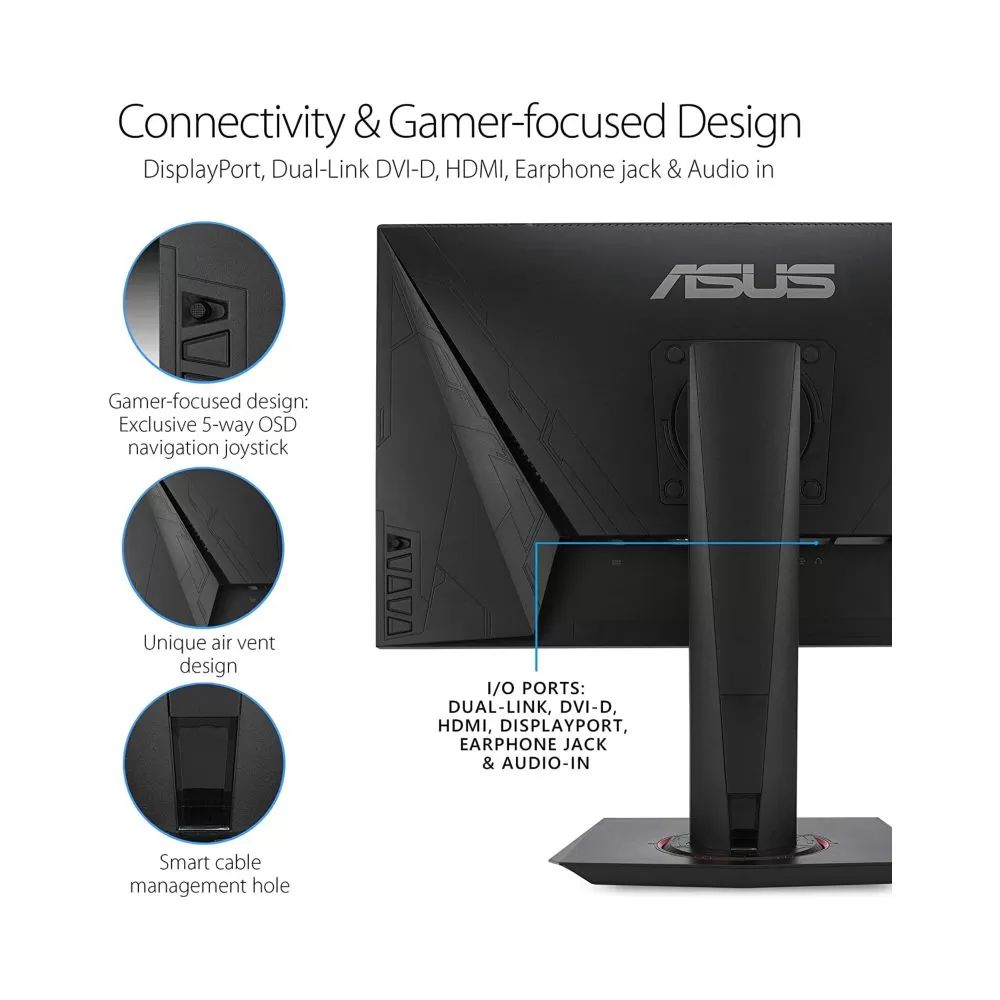 Connectivity & Gamer-focused Design
DisplayPort, Dual-Link DVI-D, HDMI, Earphone jack & Audio in
ASUS
Gamer-focused design:
Exclusive 5-way OSD
navigation joystick
Unique air vent
design
Smart cable
management hole
I/O PORTS:
DUAL-LINK, DVI-D,
HDMI, DISPLAYPORT,
EARPHONE JACK
& AUDIO-IN